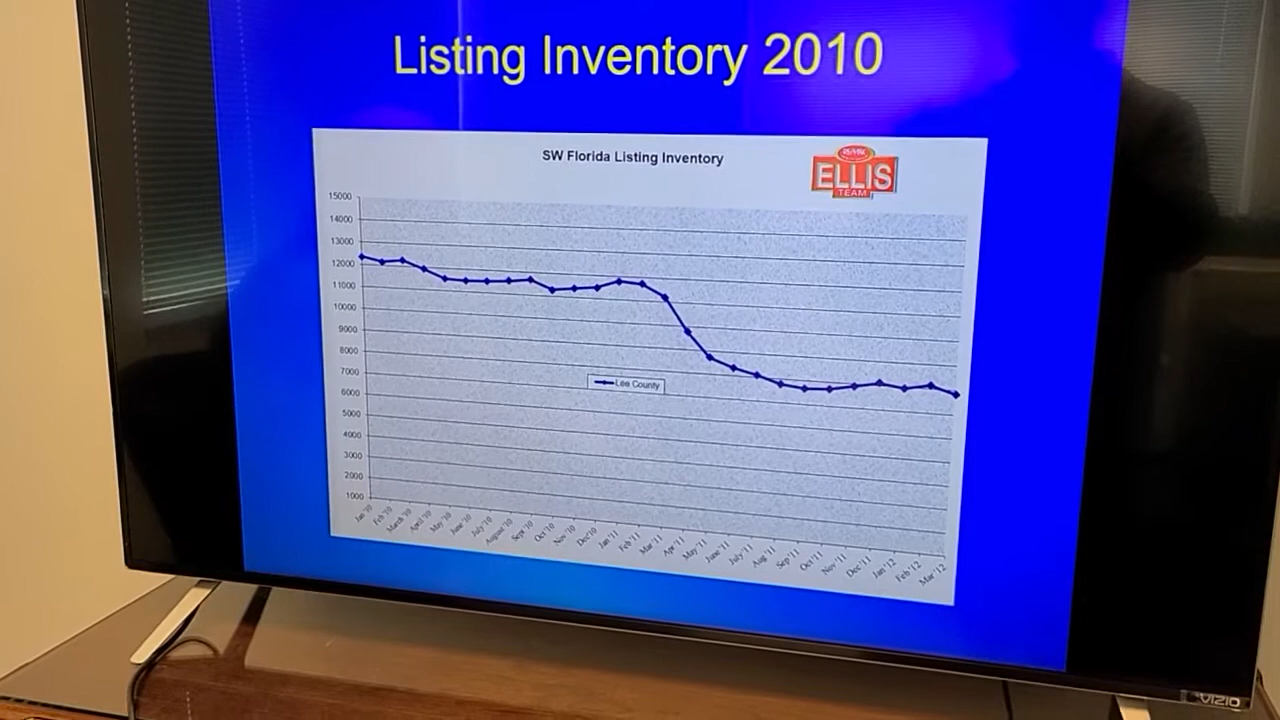 Listing Inventory 2010
SW Florida Listing Inventory
RE/MAX
ELLIS
TEAM
15000
14000
13000
12000
11000
10000
9000
8000
7000
6000
5000
4000
3000
2000
1000
Lee County
Jan '10
Feb '10
March '10
April '10
May '10
June '10
July '10
August '10
Sept '10
Oct '10
Nov '10
Dec '10
Jan '11
Feb '11
Mar '11
Apr '11
May '11
June '11
July '11
Aug '11
Sep '11
Oct '11
Nov '11
Dec '11
Jan '12
Feb '12
Mar '12
VIZIO